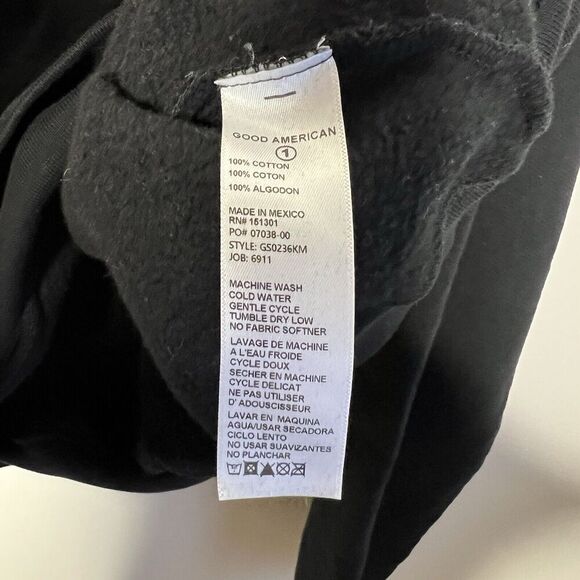 GOOD AMERICAN
1
100% COTTON
100% COTON
100% ALGODON
MADE IN MEXICO
RN# 151301
PO# 07038-00
STYLE: GS0236KM
JOB: 6911
MACHINE WASH
COLD WATER
GENTLE CYCLE
TUMBLE DRY LOW
NO FABRIC SOFTNER
LAVAGE DE MACHINE
A L'EAU FROIDE
CYCLE DOUX
SECHER EN MACHINE
CYCLE DELICAT
NE PAS UTILISER
D' ADOUSCISSEUR
LAVAR EN MAQUINA
AGUA/USAR SECADORA
CICLO LENTO
NO USAR SUAVIZANTES
NO PLANCHAR